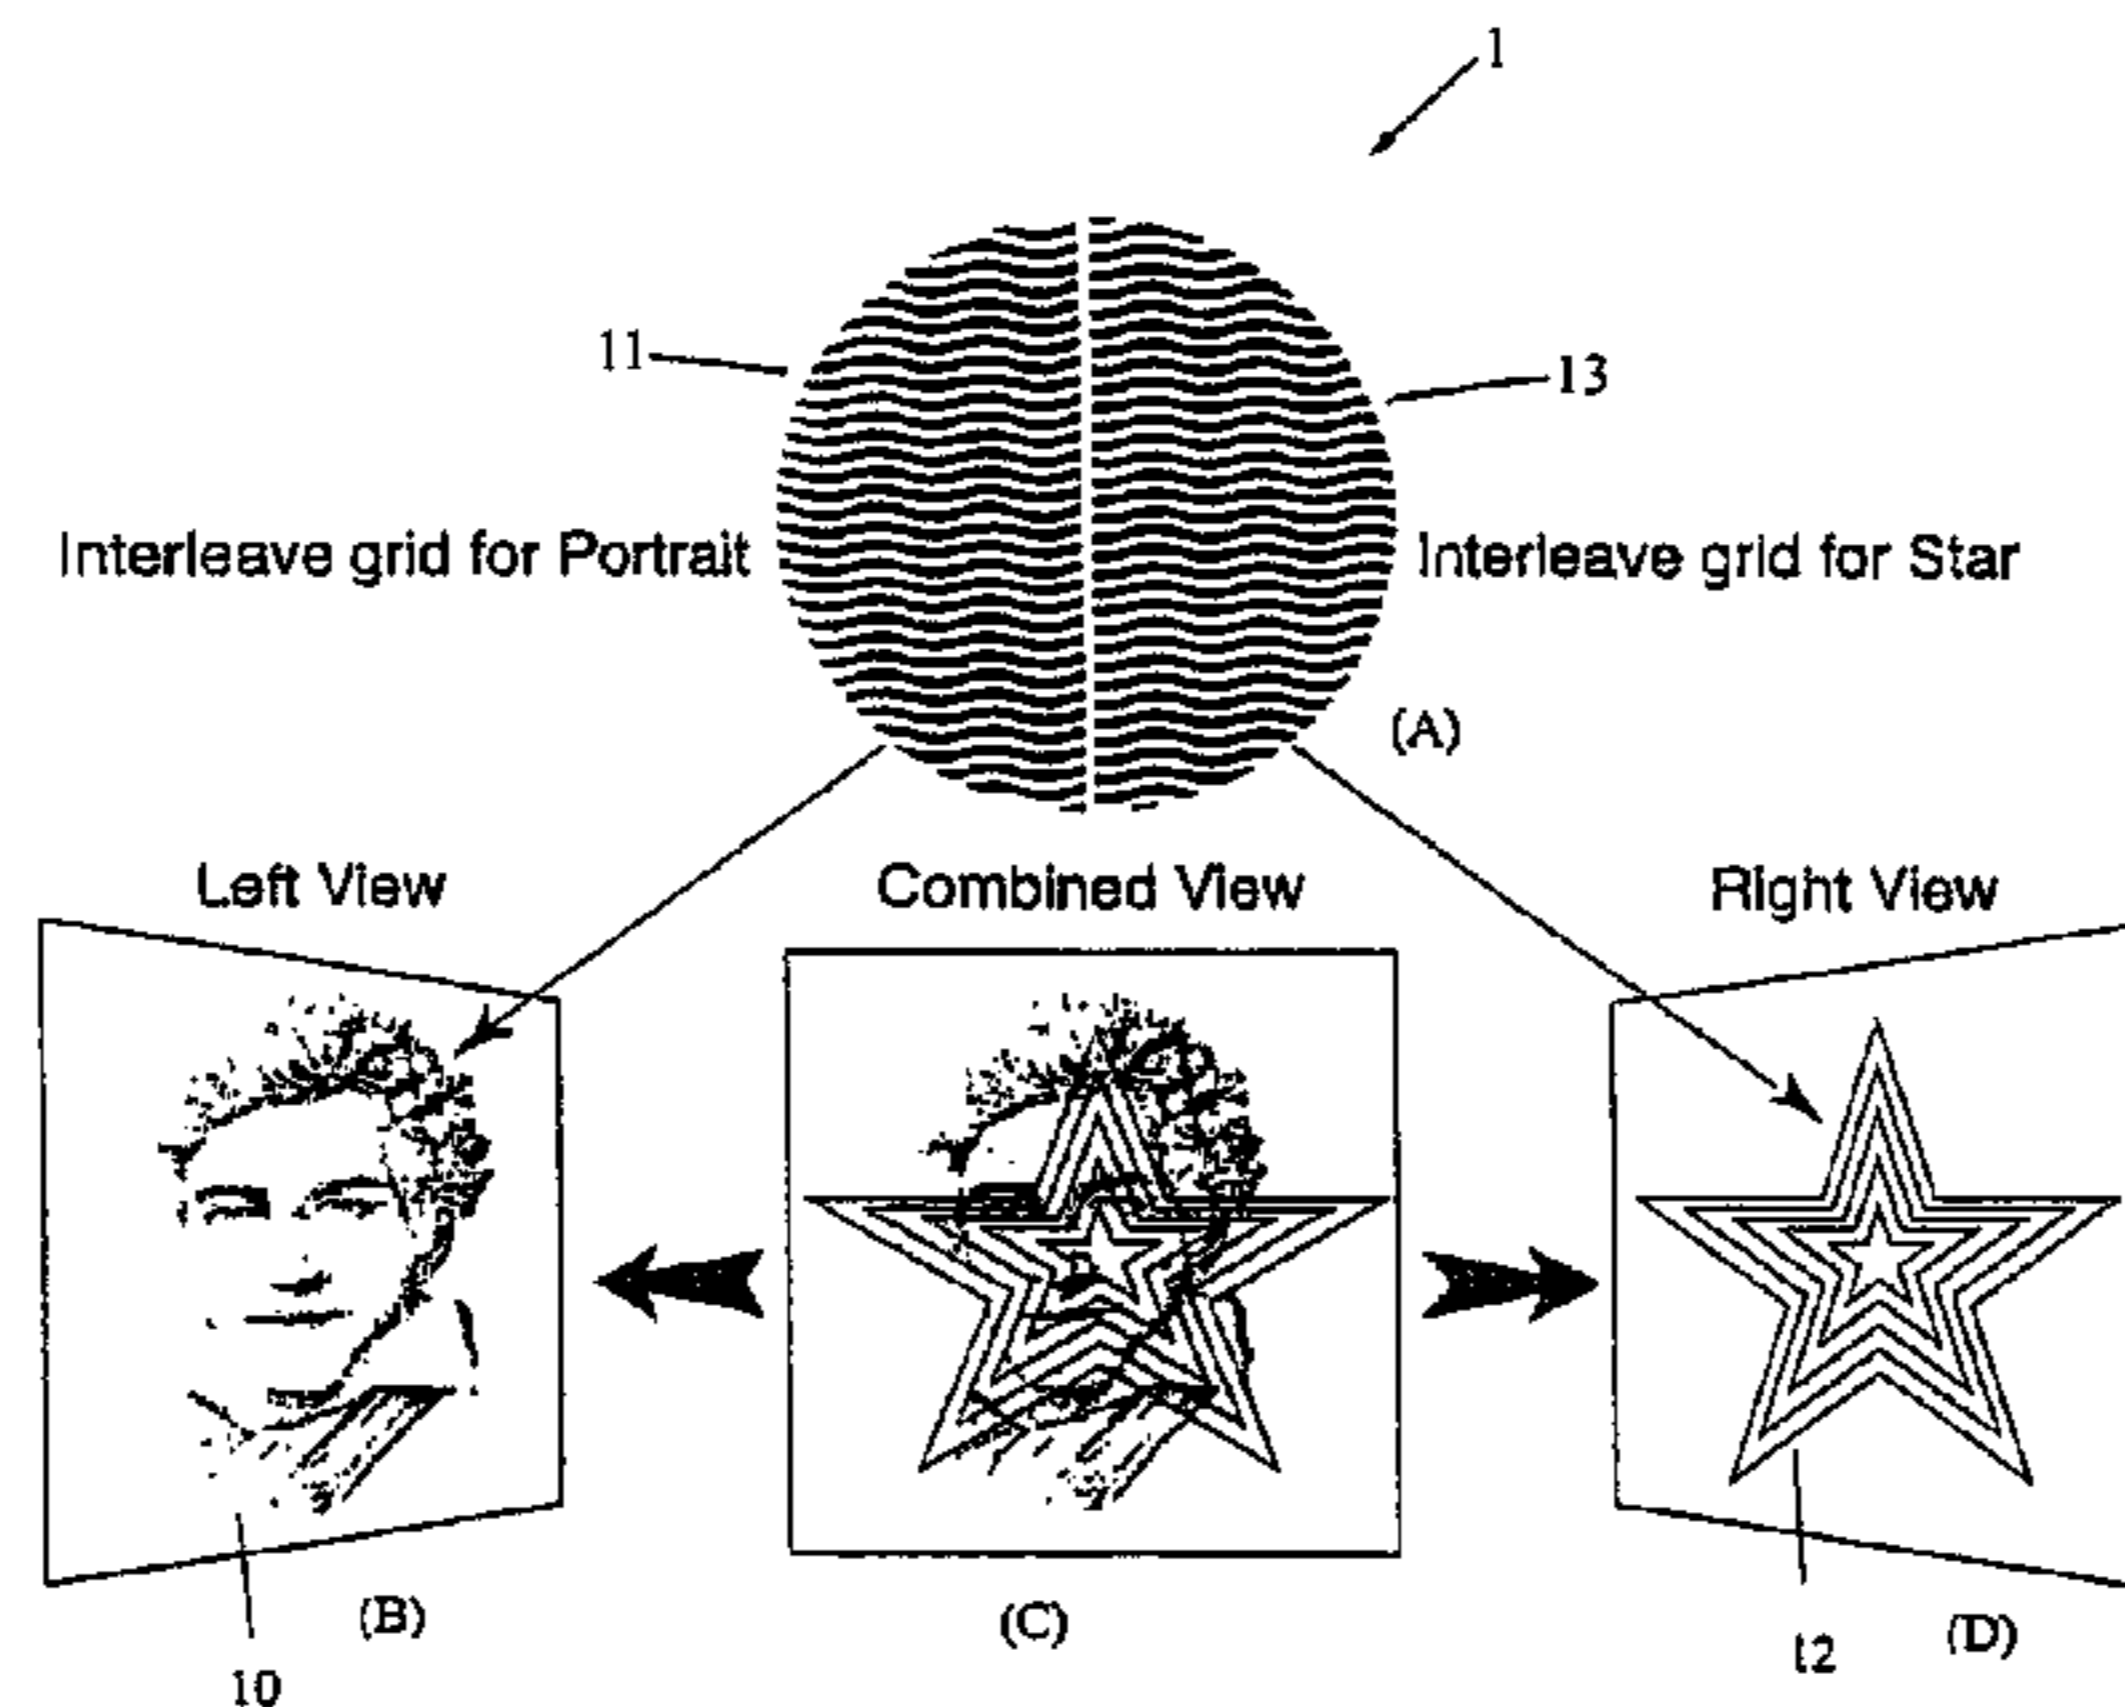 1
11
13
Interleave grid for Portrait
Interleave grid for Star
(A)
Left View
Combined View
Right View
(B)
(C)
(D)
10
12